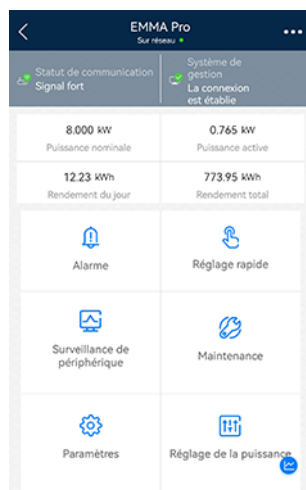 EMMA Pro
Sur réseau
Statut de communication
Signal fort
Système de
gestion
La connexion
est établie
8.000 kW
Puissance nominale
0.765 kW
Puissance active
12.23 kWh
Rendement du jour
773.95 kWh
Rendement total
Alarme
Réglage rapide
Surveillance de
périphérique
Maintenance
Paramètres
Réglage de la puissance